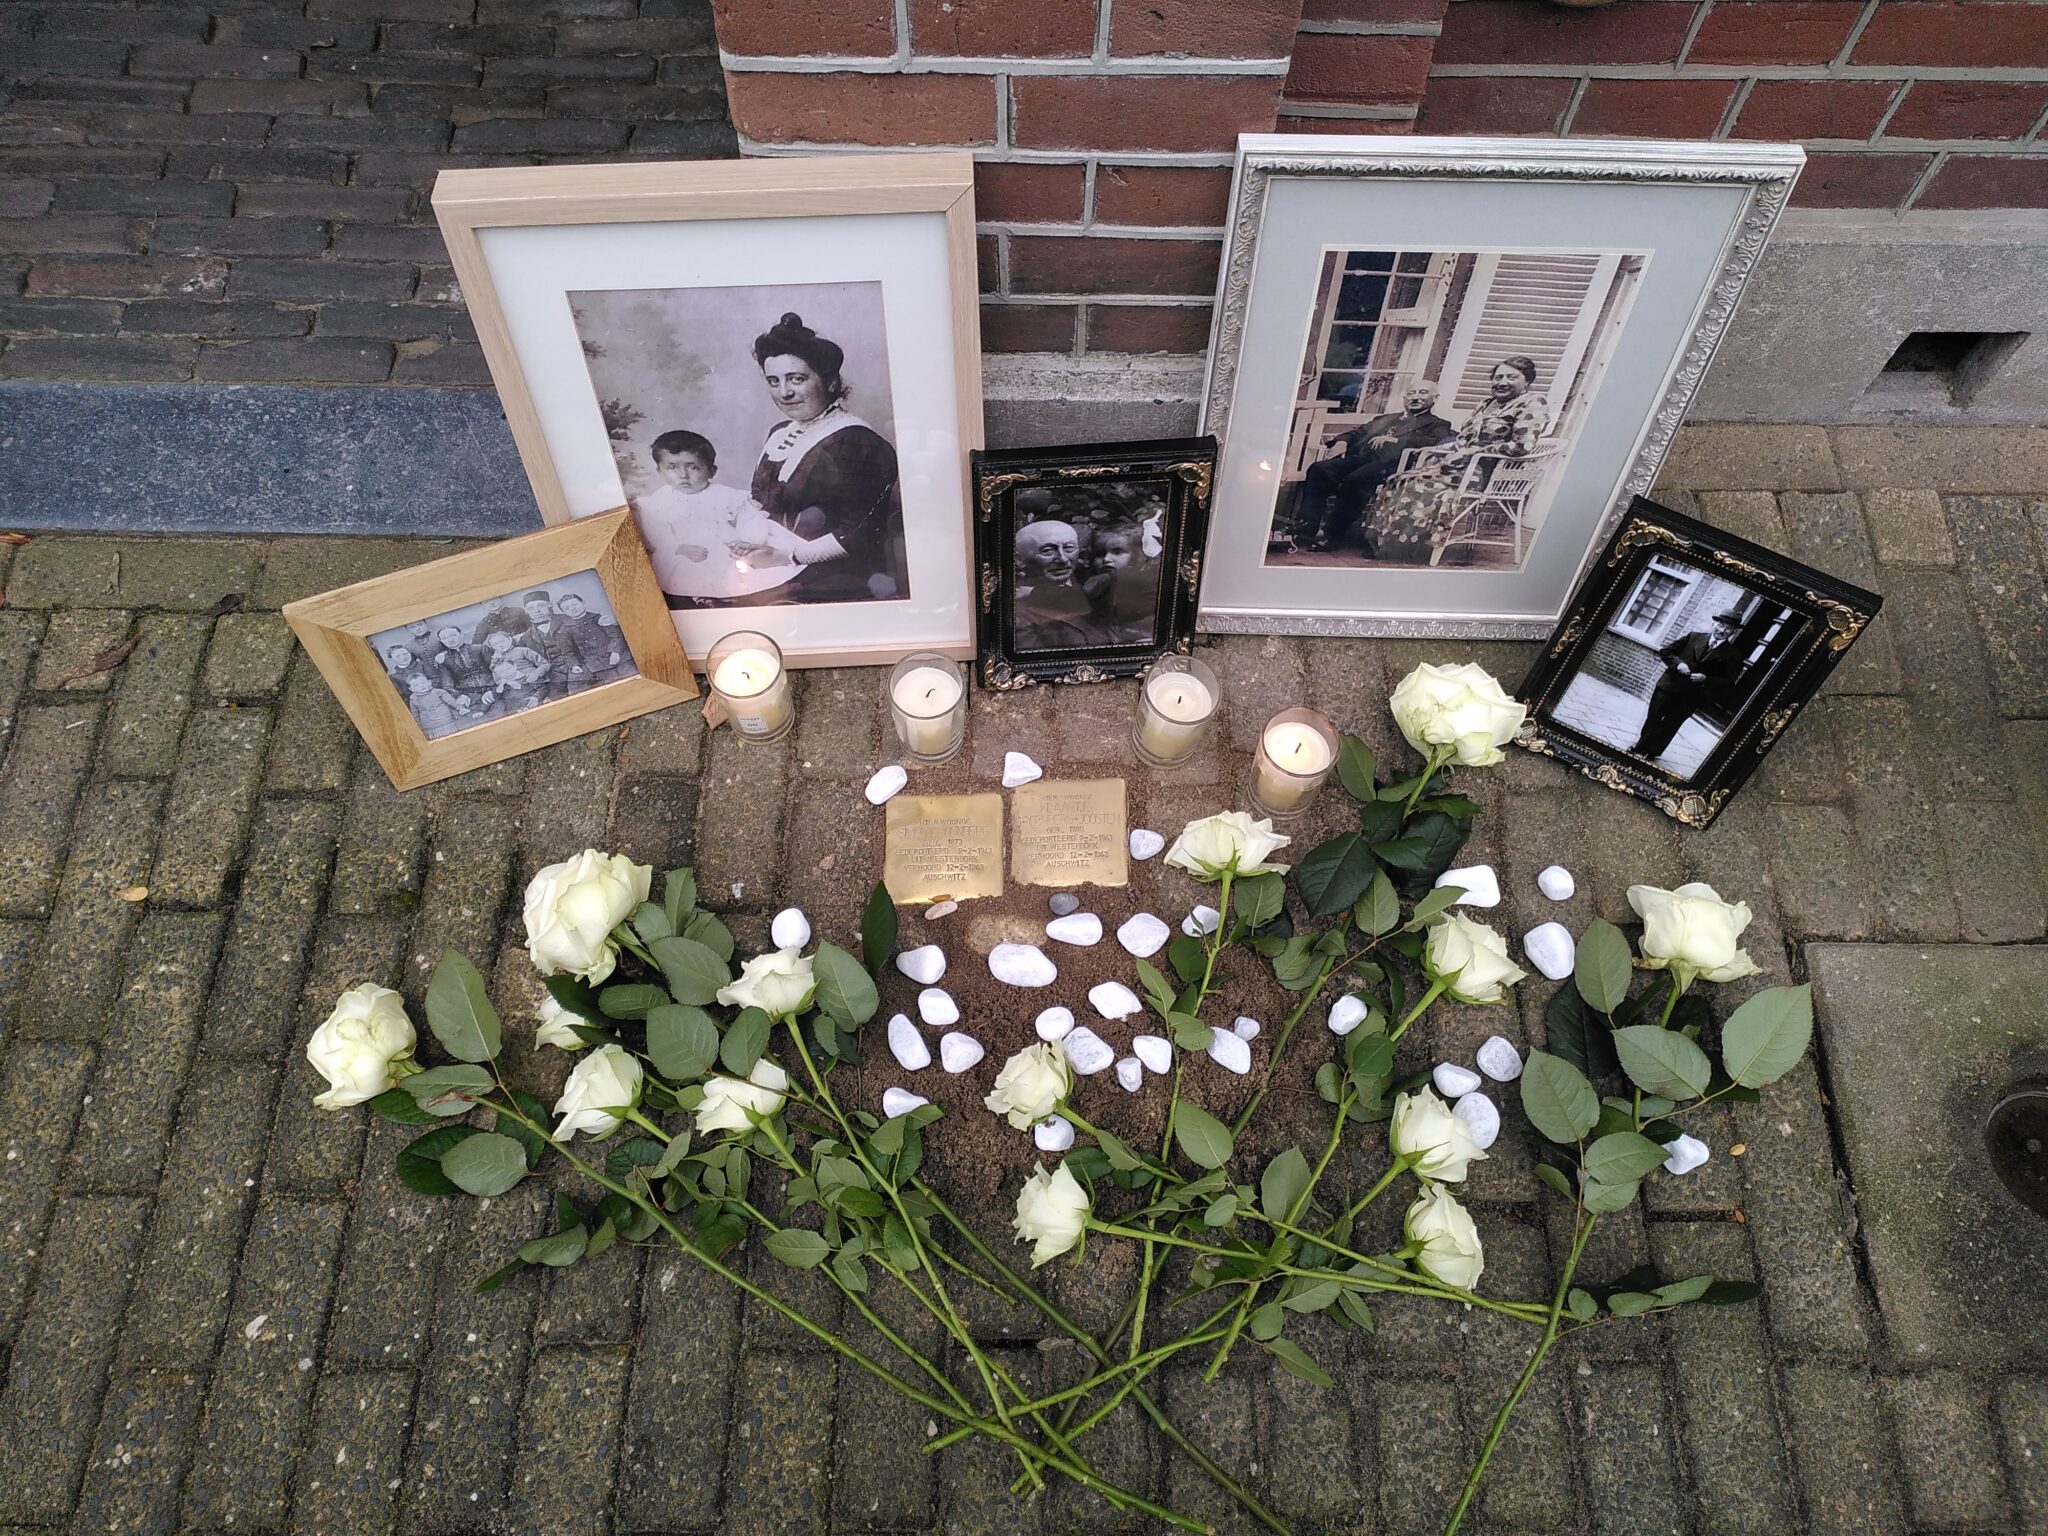 HIER WOONDE
GEB. 1873
GEDEPORTEERD 9-2-1943
UIT WESTERBORK
VERMOORD 12-2-1943
AUSCHWITZ
HIER WOONDE
KLAARTJE
GEB. 1880
GEDEPORTEERD 9-2-1943
UIT WESTERBORK
VERMOORD 12-2-1943
AUSCHWITZ